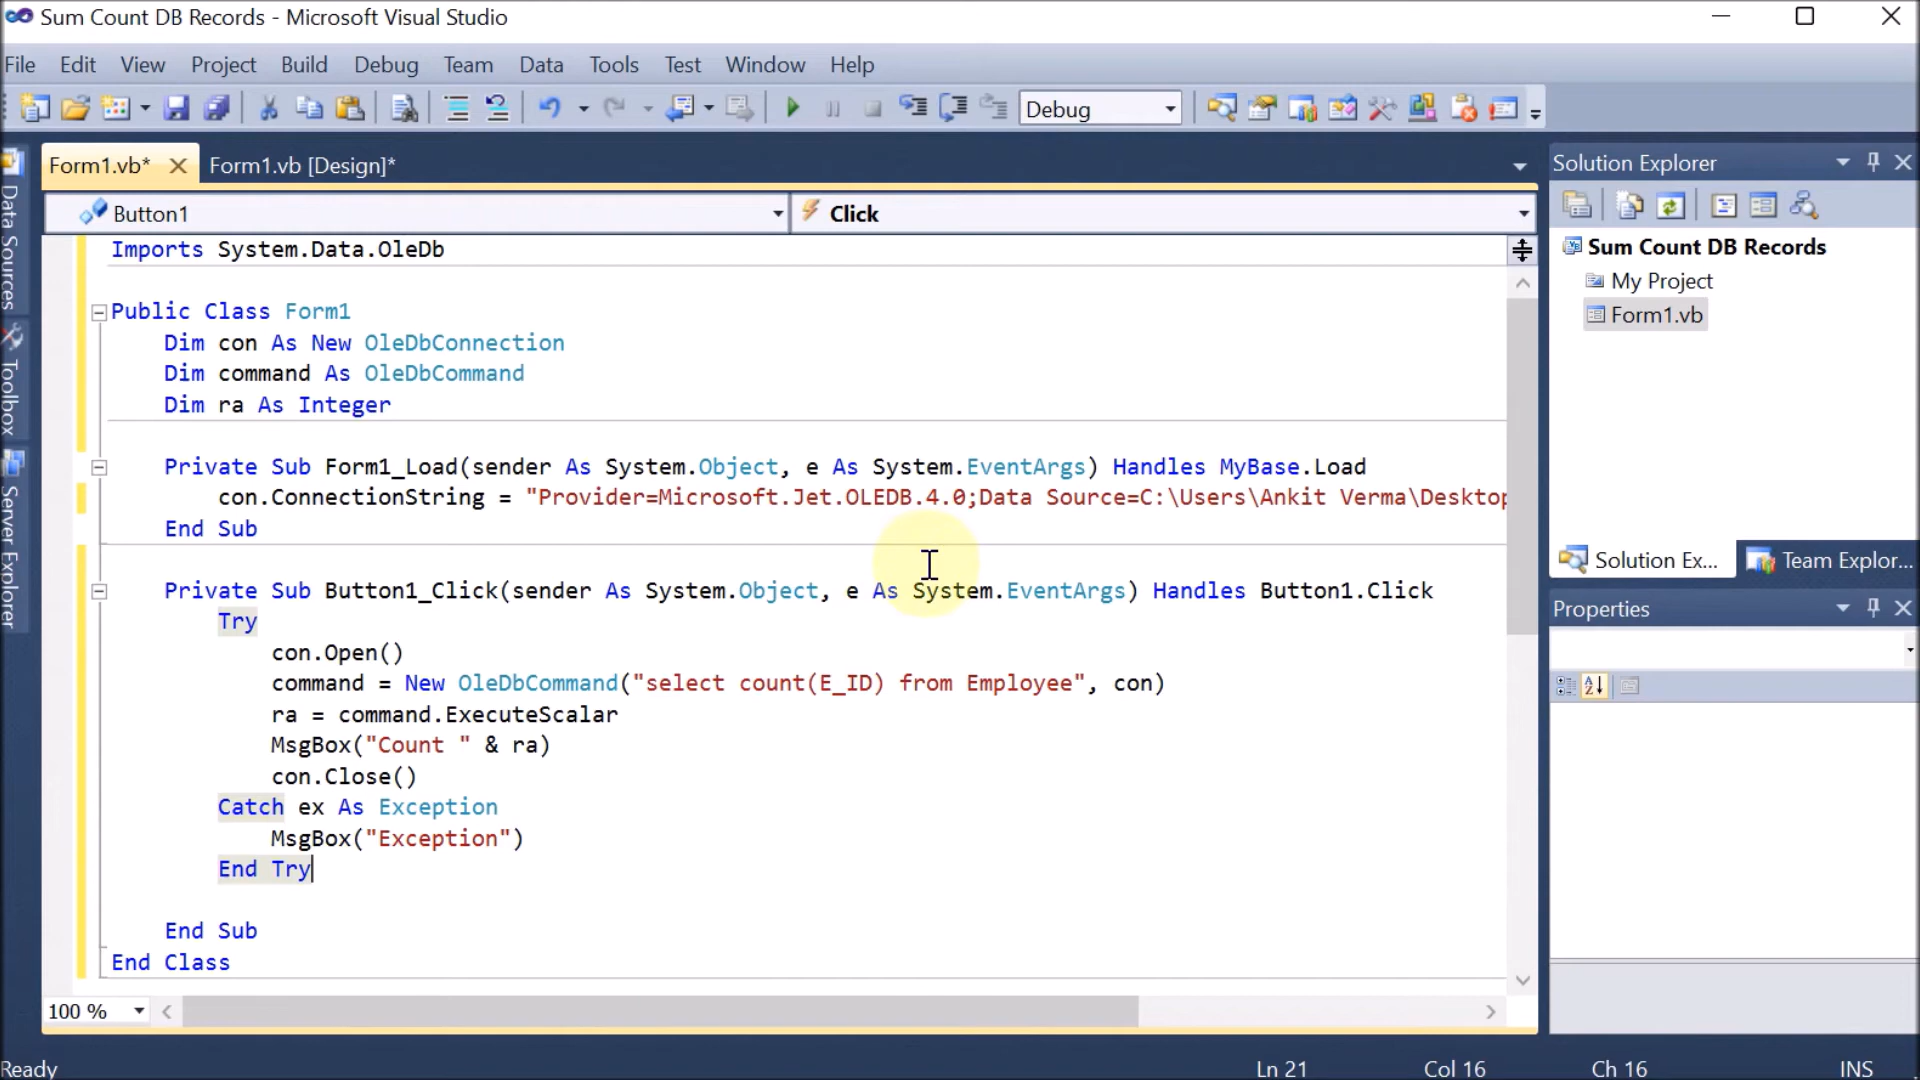 Sum Count DB Records - Microsoft Visual Studio
File Edit View Project Build Debug Team Data Tools Test Window Help
Debug
Data Sources
Toolbox
Server Explorer
Form1.vb* Form1.vb [Design]*
Button1 Click
Imports System.Data.OleDb
Public Class Form1
Dim con As New OleDbConnection
Dim command As OleDbCommand
Dim ra As Integer
Private Sub Form1_Load(sender As System.Object, e As System.EventArgs) Handles MyBase.Load
con.ConnectionString = "Provider=Microsoft.Jet.OLEDB.4.0;Data Source=C:\Users\Ankit Verma\Desktop
End Sub
Private Sub Button1_Click(sender As System.Object, e As System.EventArgs) Handles Button1.Click
Try
con.Open()
command = New OleDbCommand("select count(E_ID) from Employee", con)
ra = command.ExecuteScalar
MsgBox("Count " & ra)
con.Close()
Catch ex As Exception
MsgBox("Exception")
End Try
End Sub
End Class
100 %
Solution Explorer
Sum Count DB Records
My Project
Form1.vb
Solution Ex... Team Explor...
Properties
Ready Ln 21 Col 16 Ch 16 INS